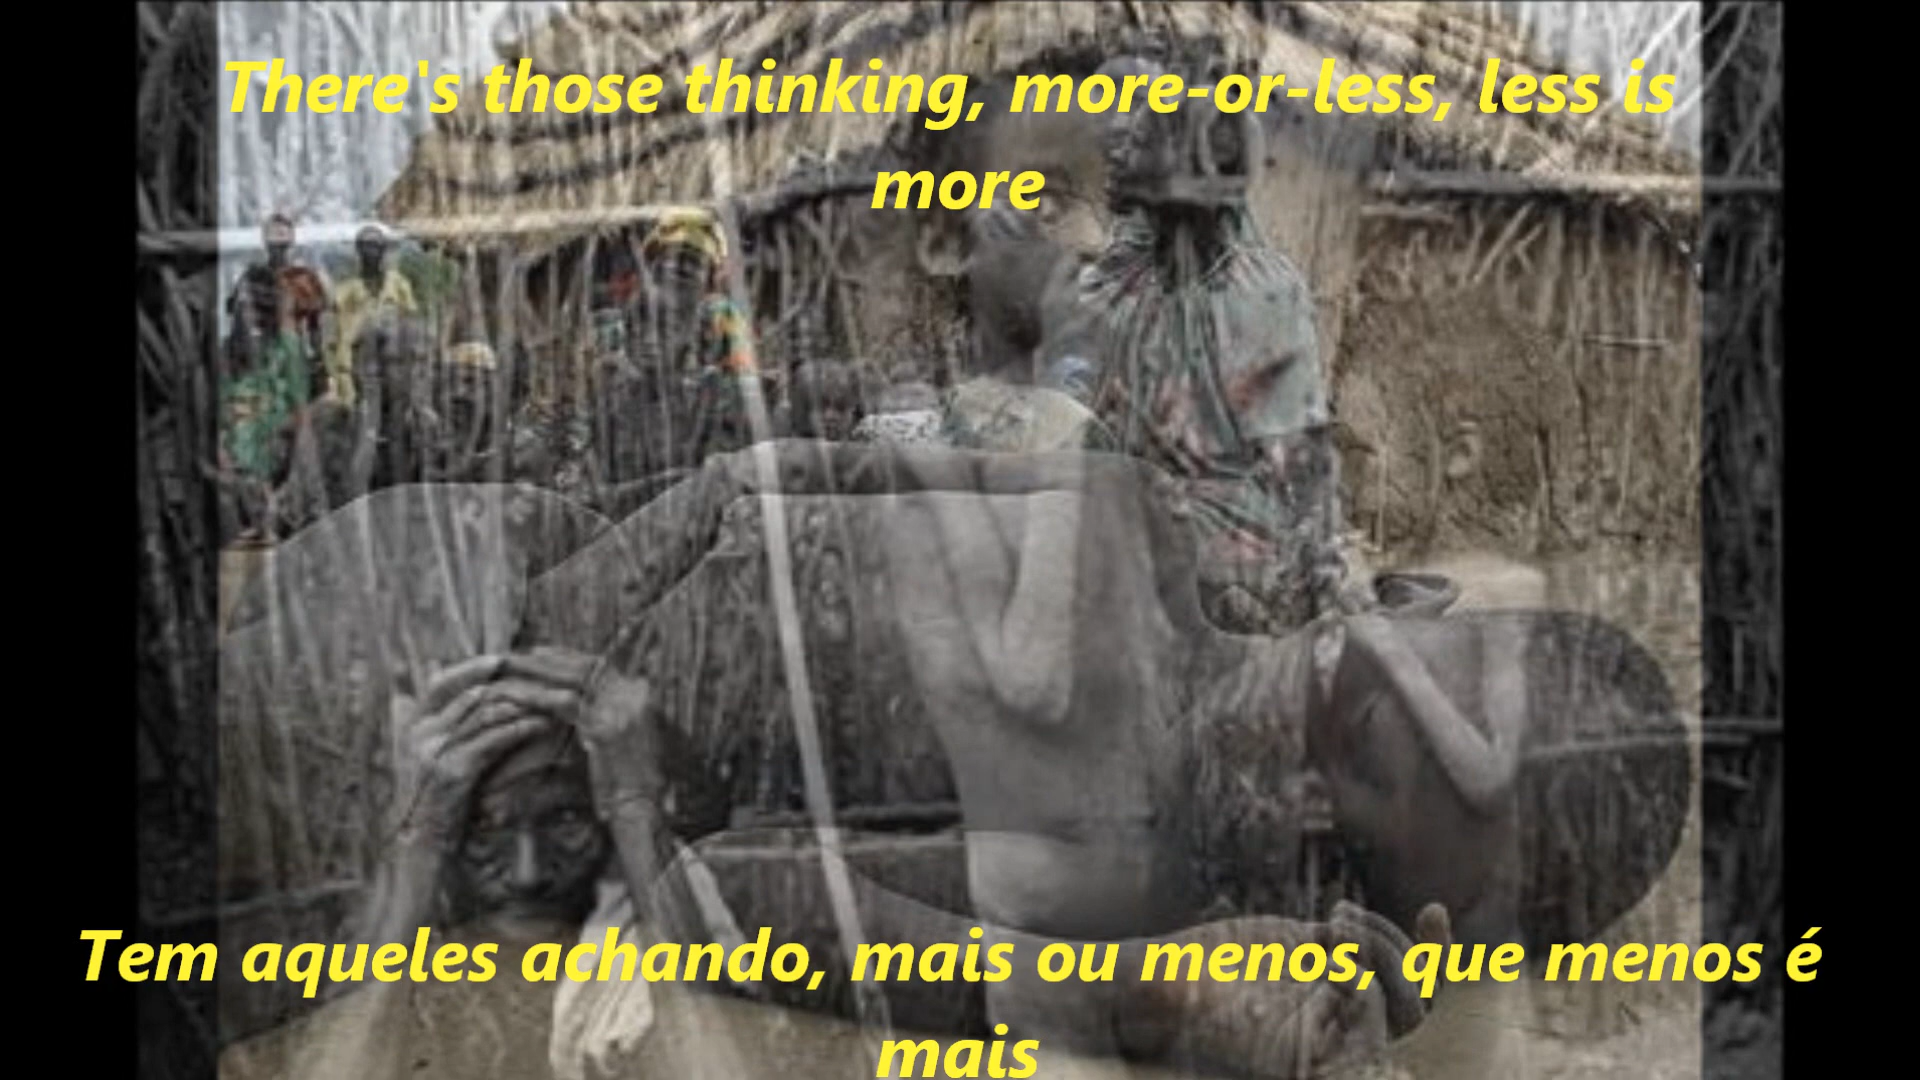 There's those thinking, more-or-less, less is
more
Tem aqueles achando, mais ou menos, que menos é
mais